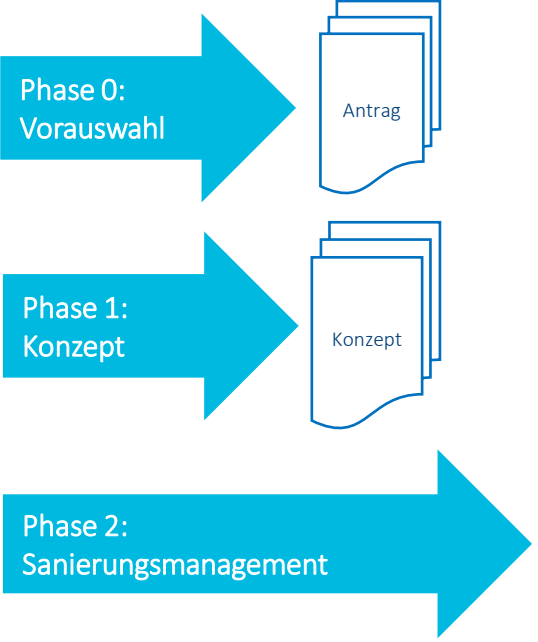 Phase 0:
Vorauswahl
Antrag
Phase 1:
Konzept
Konzept
Phase 2:
Sanierungsmanagement